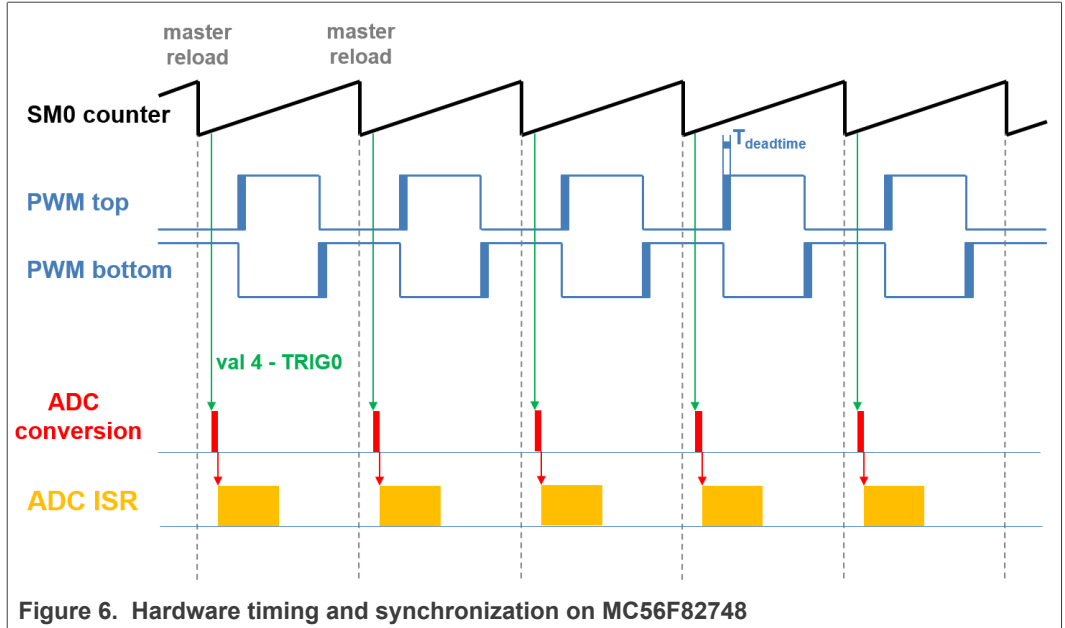 master
reload
master
reload
SM0 counter
T_deadtime
PWM top
PWM bottom
val 4 - TRIG0
ADC
conversion
ADC ISR
Figure 6. Hardware timing and synchronization on MC56F82748